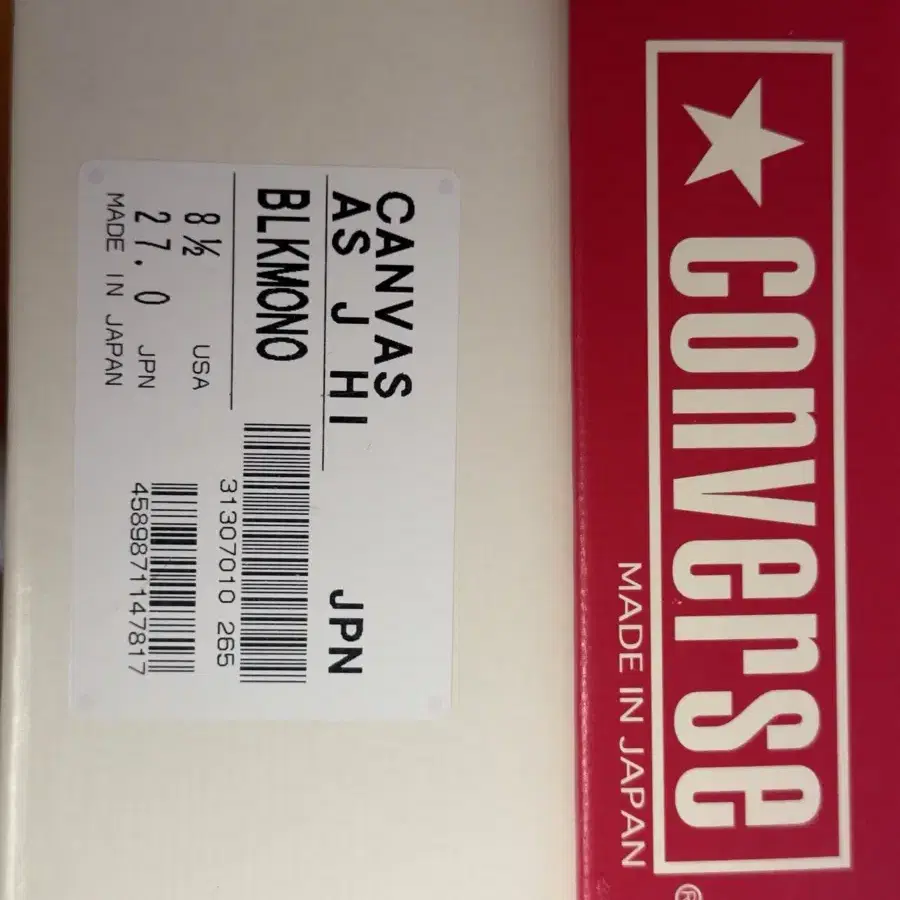 CONVERSE
MADE IN JAPAN
®
CANVAS
AS J HI JPN
BLKMONO
31307010 265
8½ USA
27.0 JPN
4589871147817
MADE IN JAPAN